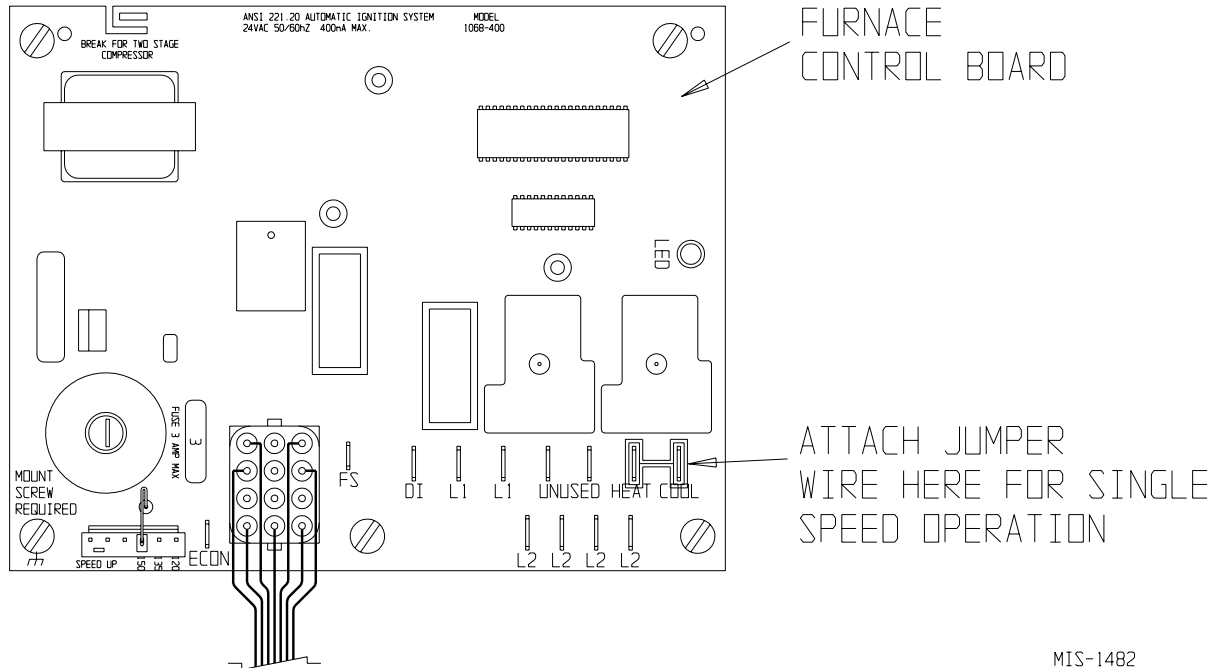 ANSI 221.20 AUTOMATIC IGNITION SYSTEM
24VAC 50/60hZ 400mA MAX.
MODEL
1068-400
BREAK FOR TWO STAGE
COMPRESSOR
FURNACE
CONTROL BOARD
LED
FUSE 3 AMP MAX
3
MOUNT
SCREW
REQUIRED
FS
DI
L1
L1
UNUSED
HEAT
COOL
ATTACH JUMPER
WIRE HERE FOR SINGLE
SPEED OPERATION
ECON
SPEED UP
150
135
120
L2
L2
L2
L2
MIS-1482